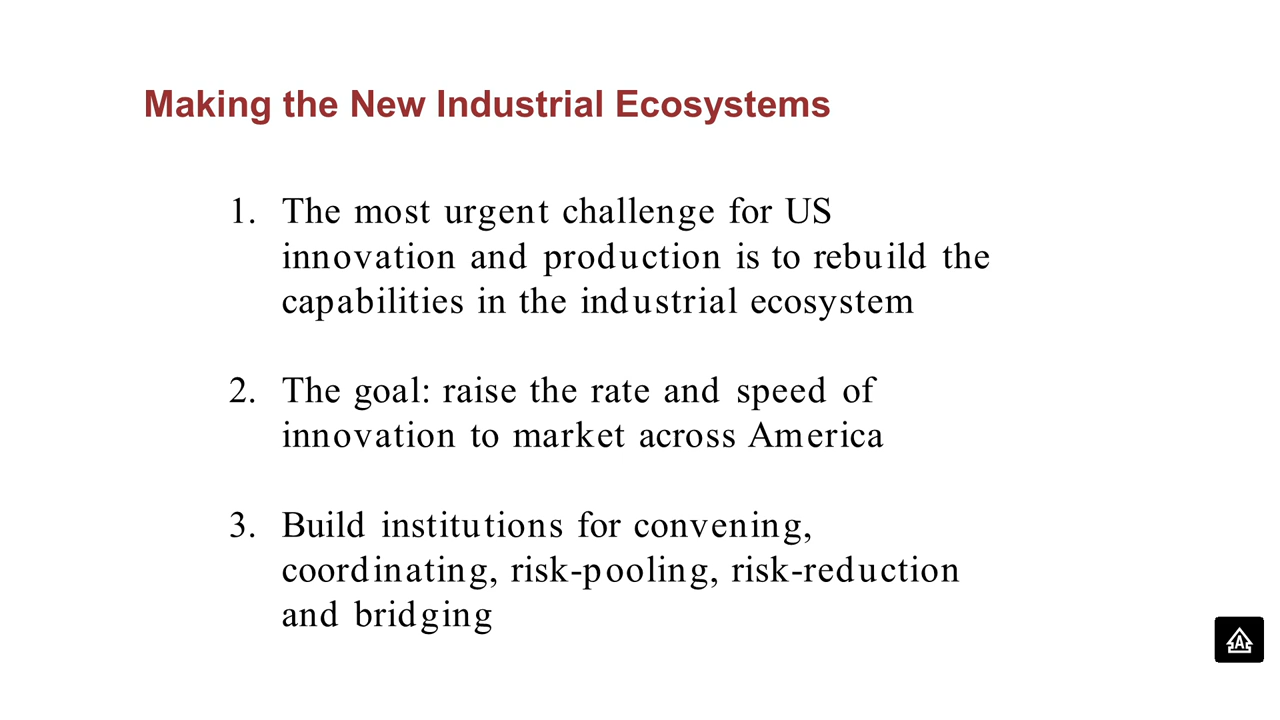 Making the New Industrial Ecosystems
1. The most urgent challenge for US
innovation and production is to rebuild the
capabilities in the industrial ecosystem
2. The goal: raise the rate and speed of
innovation to market across America
3. Build institutions for convening,
coordinating, risk-pooling, risk-reduction
and bridging
A